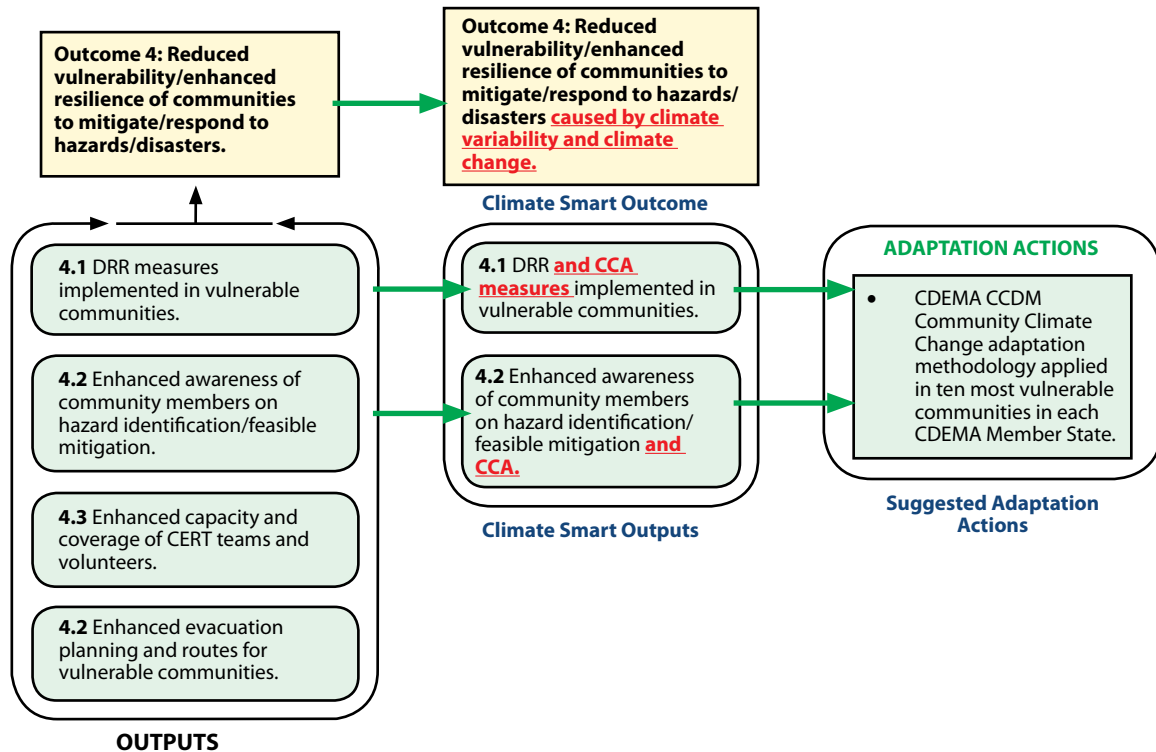 Outcome 4: Reduced
vulnerability/enhanced
resilience of communities
to mitigate/respond to
hazards/disasters.
Outcome 4: Reduced
vulnerability/enhanced
resilience of communities to
mitigate/respond to hazards/
disasters caused by climate
variability and climate
change.
Climate Smart Outcome
4.1 DRR measures
implemented in vulnerable
communities.
4.2 Enhanced awareness of
community members on
hazard identification/feasible
mitigation.
4.3 Enhanced capacity and
coverage of CERT teams and
volunteers.
4.2 Enhanced evacuation
planning and routes for
vulnerable communities.
OUTPUTS
4.1 DRR and CCA
measures implemented in
vulnerable communities.
4.2 Enhanced awareness
of community members
on hazard identification/
feasible mitigation and
CCA.
Climate Smart Outputs
ADAPTATION ACTIONS
• CDEMA CCDM
Community Climate
Change adaptation
methodology applied
in ten most vulnerable
communities in each
CDEMA Member State.
Suggested Adaptation
Actions